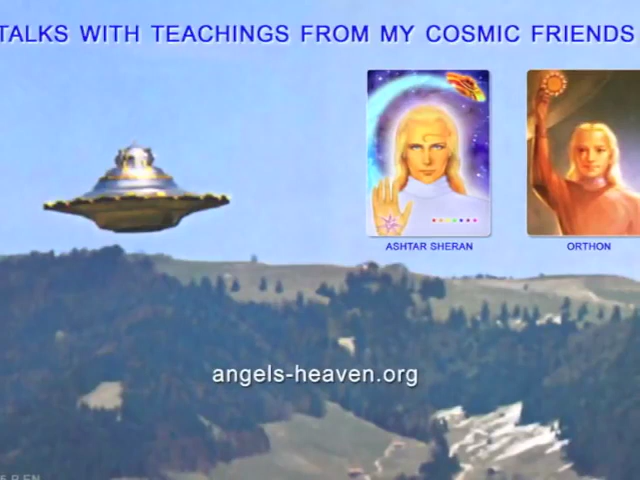 TALKS WITH TEACHINGS FROM MY COSMIC FRIENDS
ASHTAR SHERAN
ORTHON
angels-heaven.org